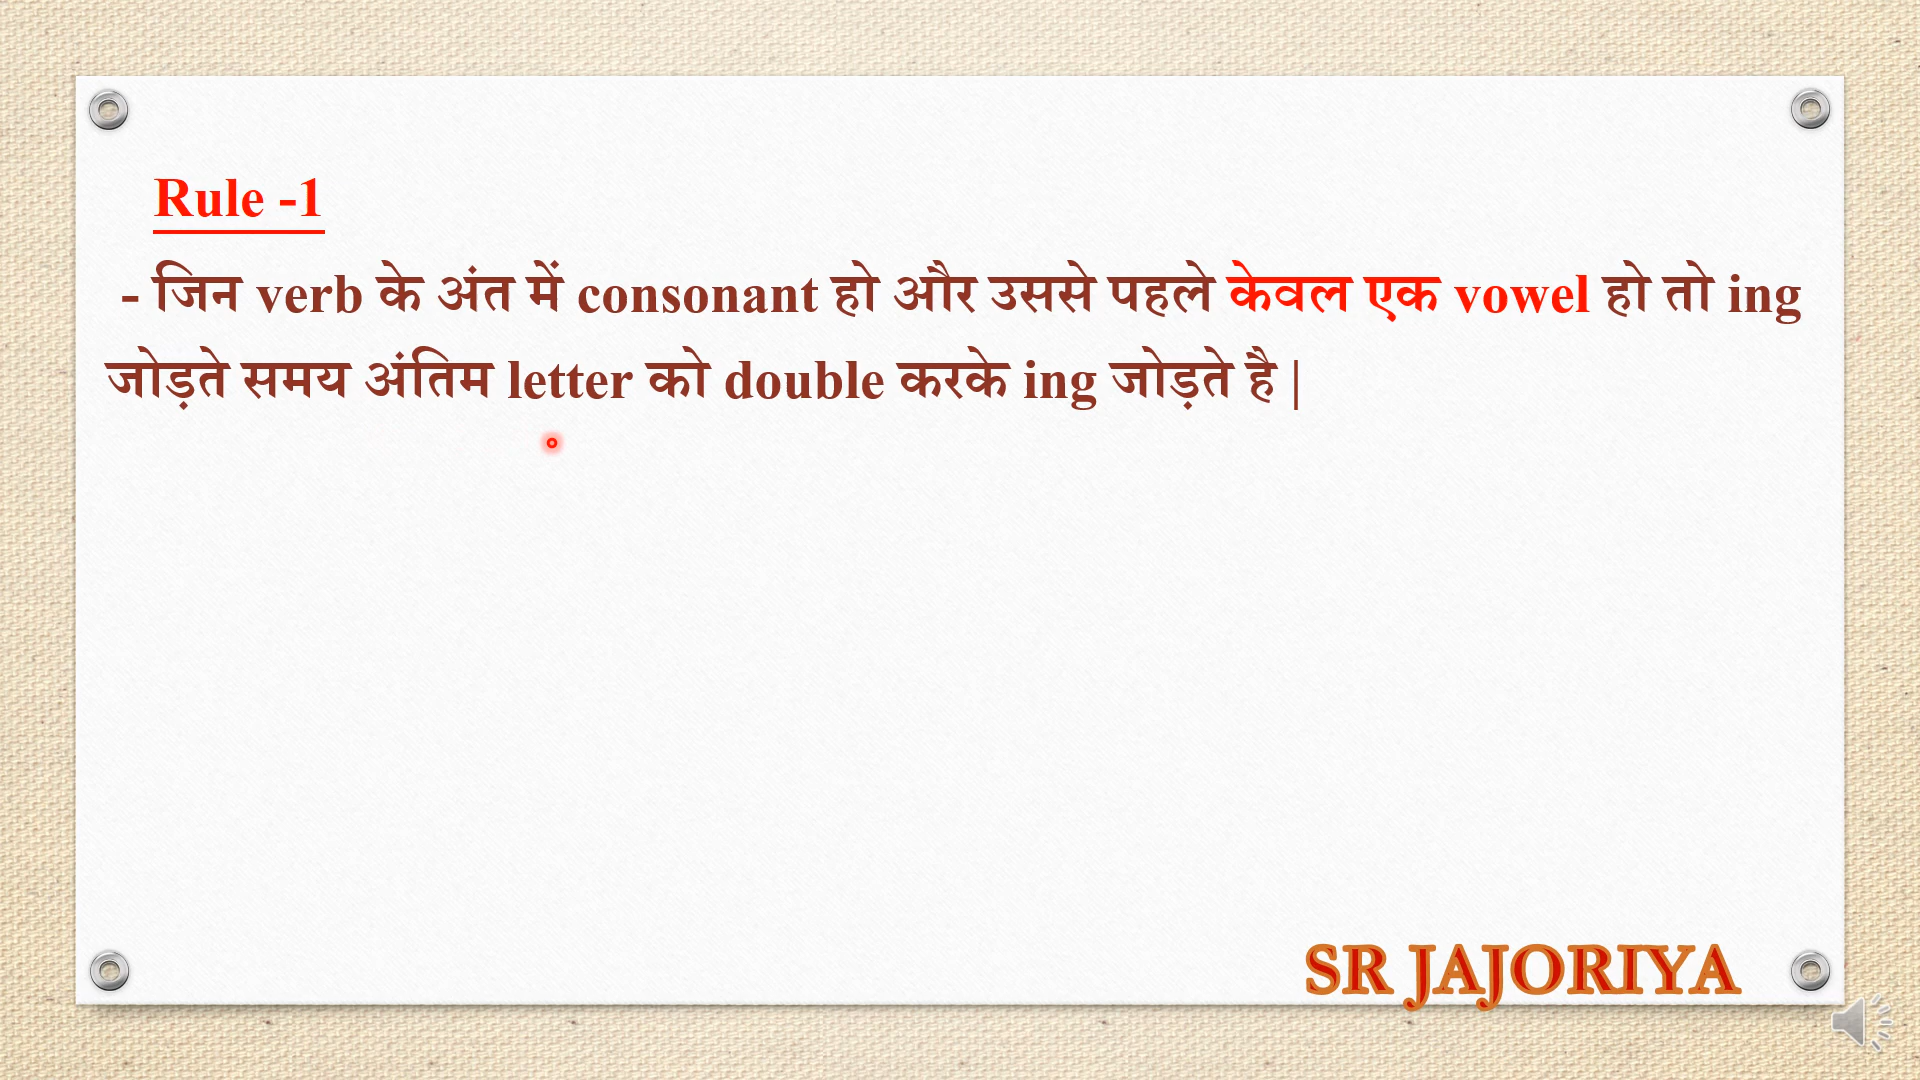 Rule -1
- जिन verb के अंत में consonant हो और उससे पहले केवल एक vowel हो तो ing
जोड़ते समय अंतिम letter को double करके ing जोड़ते है |
SR JAJORIYA